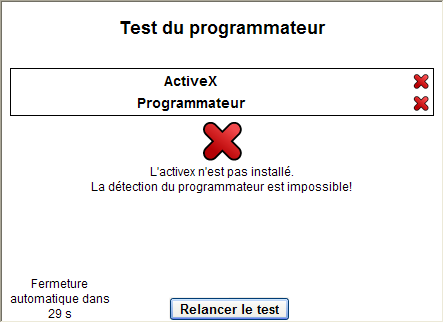 Test du programmateur
ActiveX
Programmateur
L'activex n'est pas installé.
La détection du programmateur est impossible!
Fermeture
automatique dans
29 s
Relancer le test